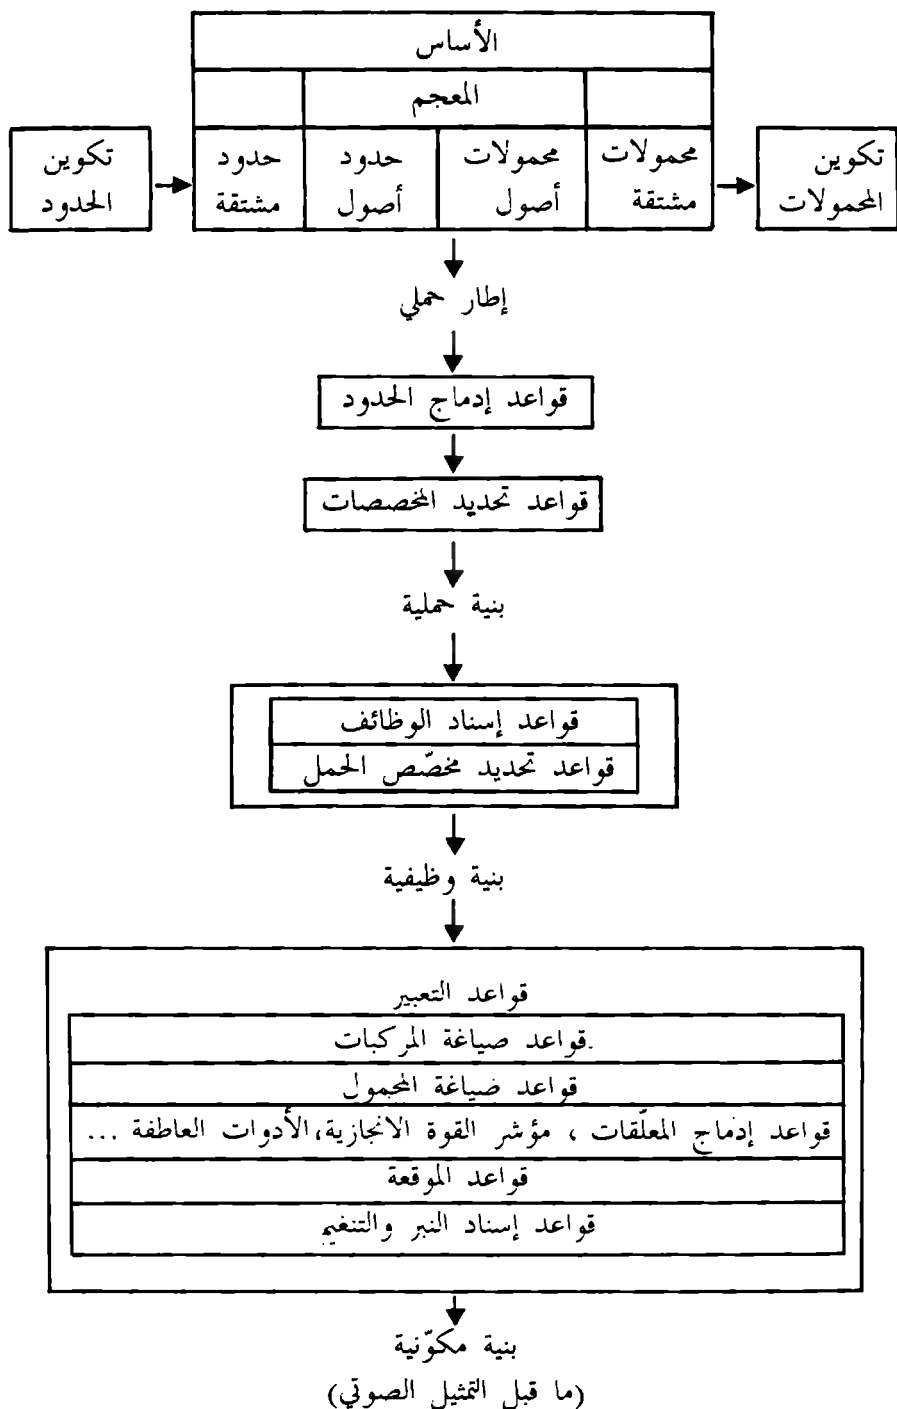 الأساس
المعجم
تكوين المحمولات
محمولات مشتقة
محمولات أصول
حدود أصول
حدود مشتقة
تكوين الحدود
إطار حملي
قواعد إدماج الحدود
قواعد تحديد المخصصات
بنية حملية
قواعد إسناد الوظائف
قواعد تحديد مخصّص الحمل
بنية وظيفية
قواعد التعبير
قواعد صياغة المركبات
قواعد ضياغة المحمول
قواعد إدماج المعلّقات ، مؤشر القوة الانجازية،الأدوات العاطفة ...
قواعد الموقعة
قواعد إسناد النبر والتنغيم
بنية مكوّنية
(ما قبل التمثيل الصوتي)